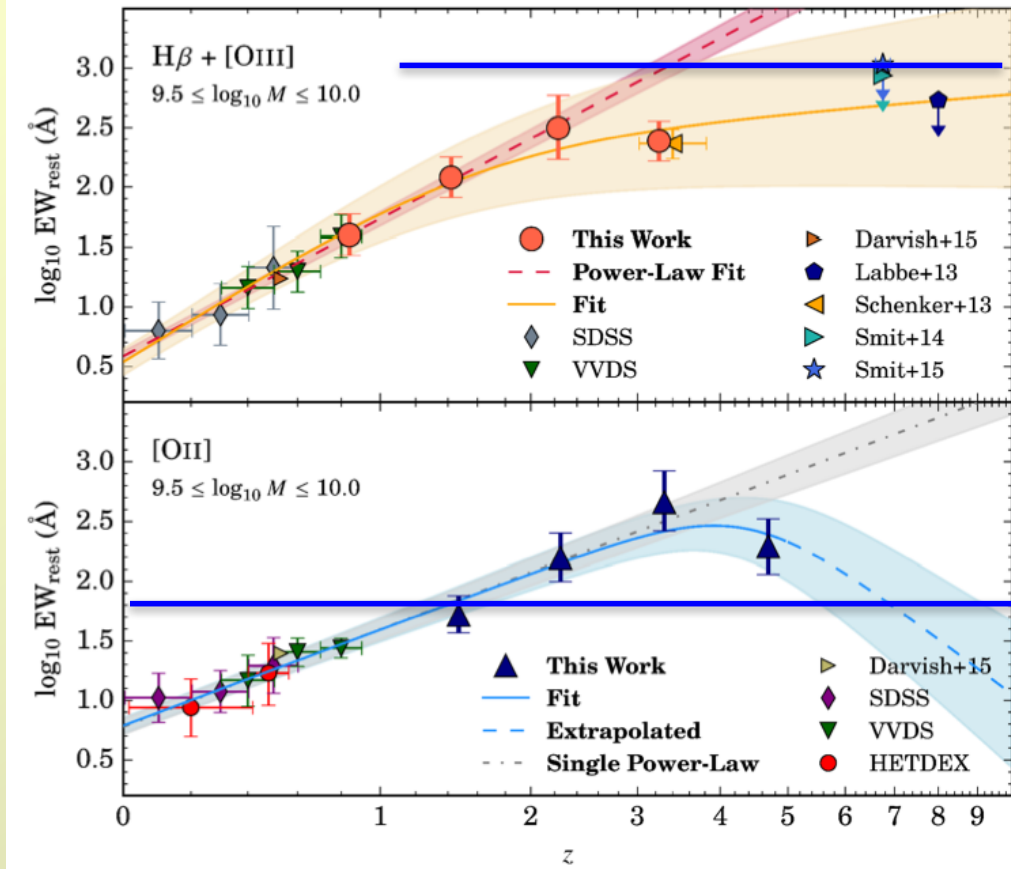 Hβ + [OIII]
9.5 ≤ log₁₀ M ≤ 10.0
log₁₀ EW_rest (Å)
3.0
2.5
2.0
1.5
1.0
0.5
This Work
Power-Law Fit
Fit
SDSS
VVDS
Darvish+15
Labbe+13
Schenker+13
Smit+14
Smit+15
[OII]
9.5 ≤ log₁₀ M ≤ 10.0
log₁₀ EW_rest (Å)
3.0
2.5
2.0
1.5
1.0
0.5
This Work
Fit
Extrapolated
Single Power-Law
Darvish+15
SDSS
VVDS
HETDEX
0 1 2 3 4 5 6 7 8 9
z